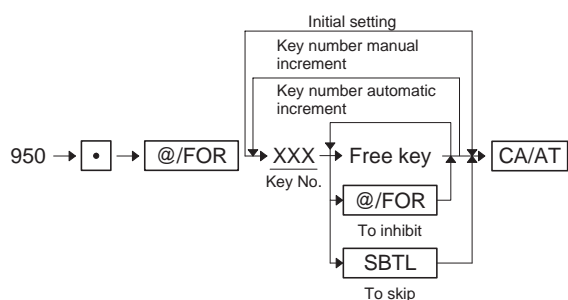 Initial setting
Key number manual
increment
Key number automatic
increment
950 • @/FOR XXX Free key CA/AT
Key No.
@/FOR
To inhibit
SBTL
To skip